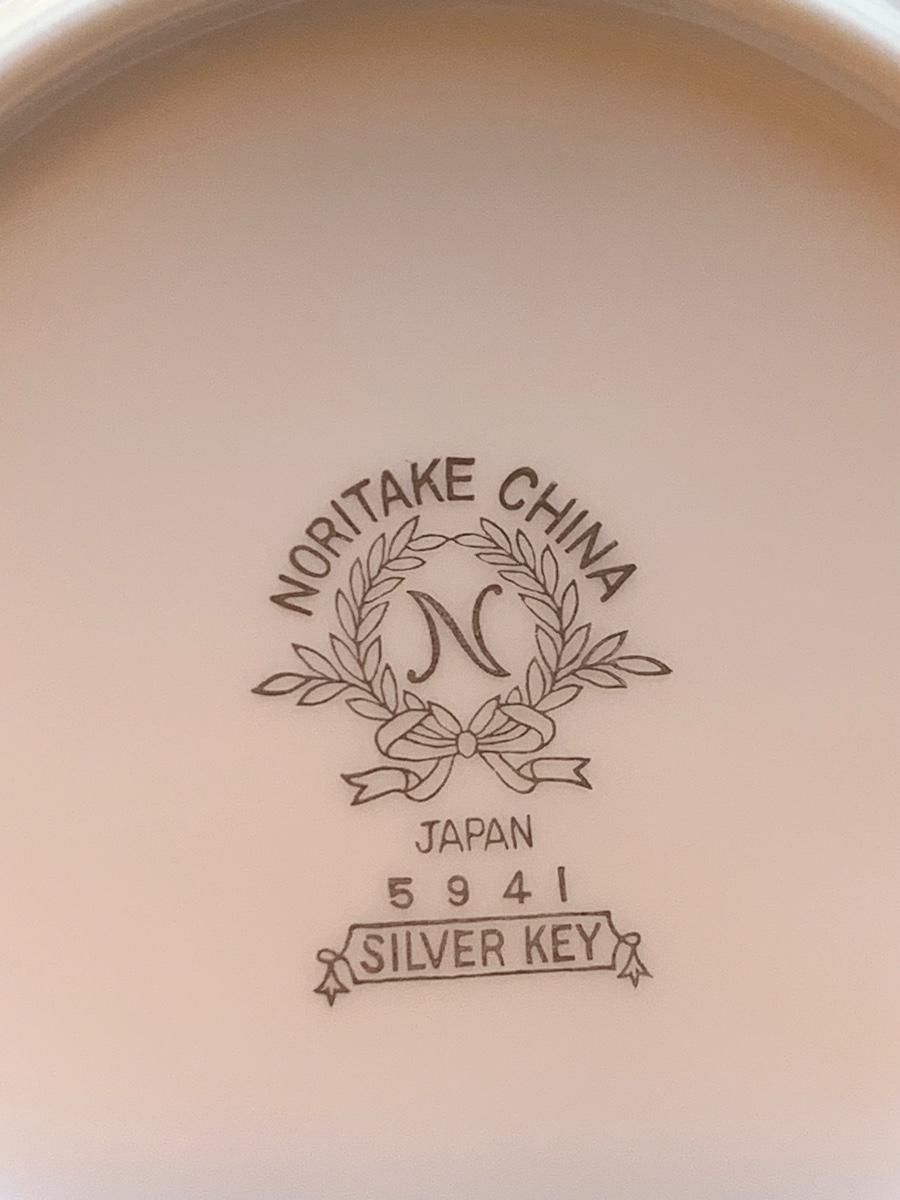 NORITAKE CHINA
N
JAPAN
5941
SILVER KEY